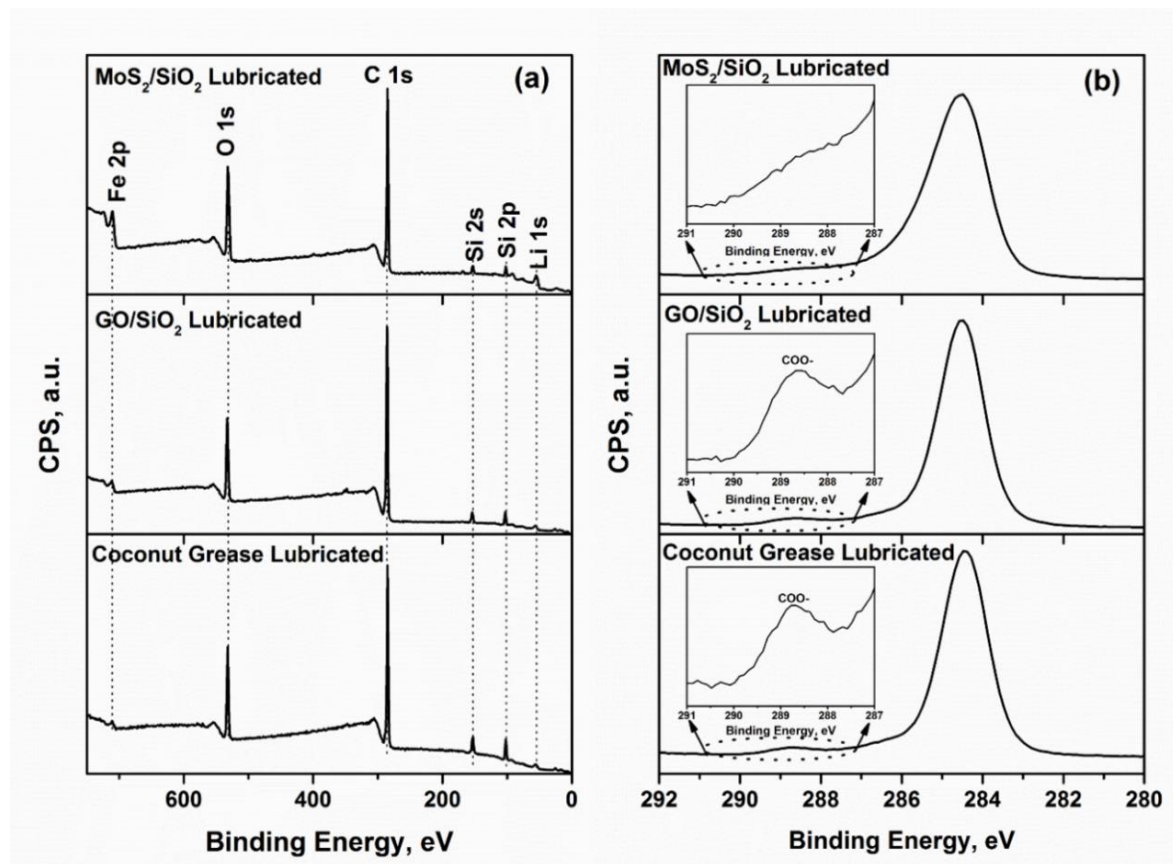 MoS₂/SiO₂ Lubricated
C 1s
(a)
Fe 2p
O 1s
Si 2s
Si 2p
Li 1s
GO/SiO₂ Lubricated
Coconut Grease Lubricated
CPS, a.u.
600
400
200
0
Binding Energy, eV
MoS₂/SiO₂ Lubricated
(b)
291
290
289
288
287
Binding Energy, eV
GO/SiO₂ Lubricated
COO-
291
290
289
288
287
Binding Energy, eV
Coconut Grease Lubricated
COO-
291
290
289
288
287
Binding Energy, eV
CPS, a.u.
292
290
288
286
284
282
280
Binding Energy, eV